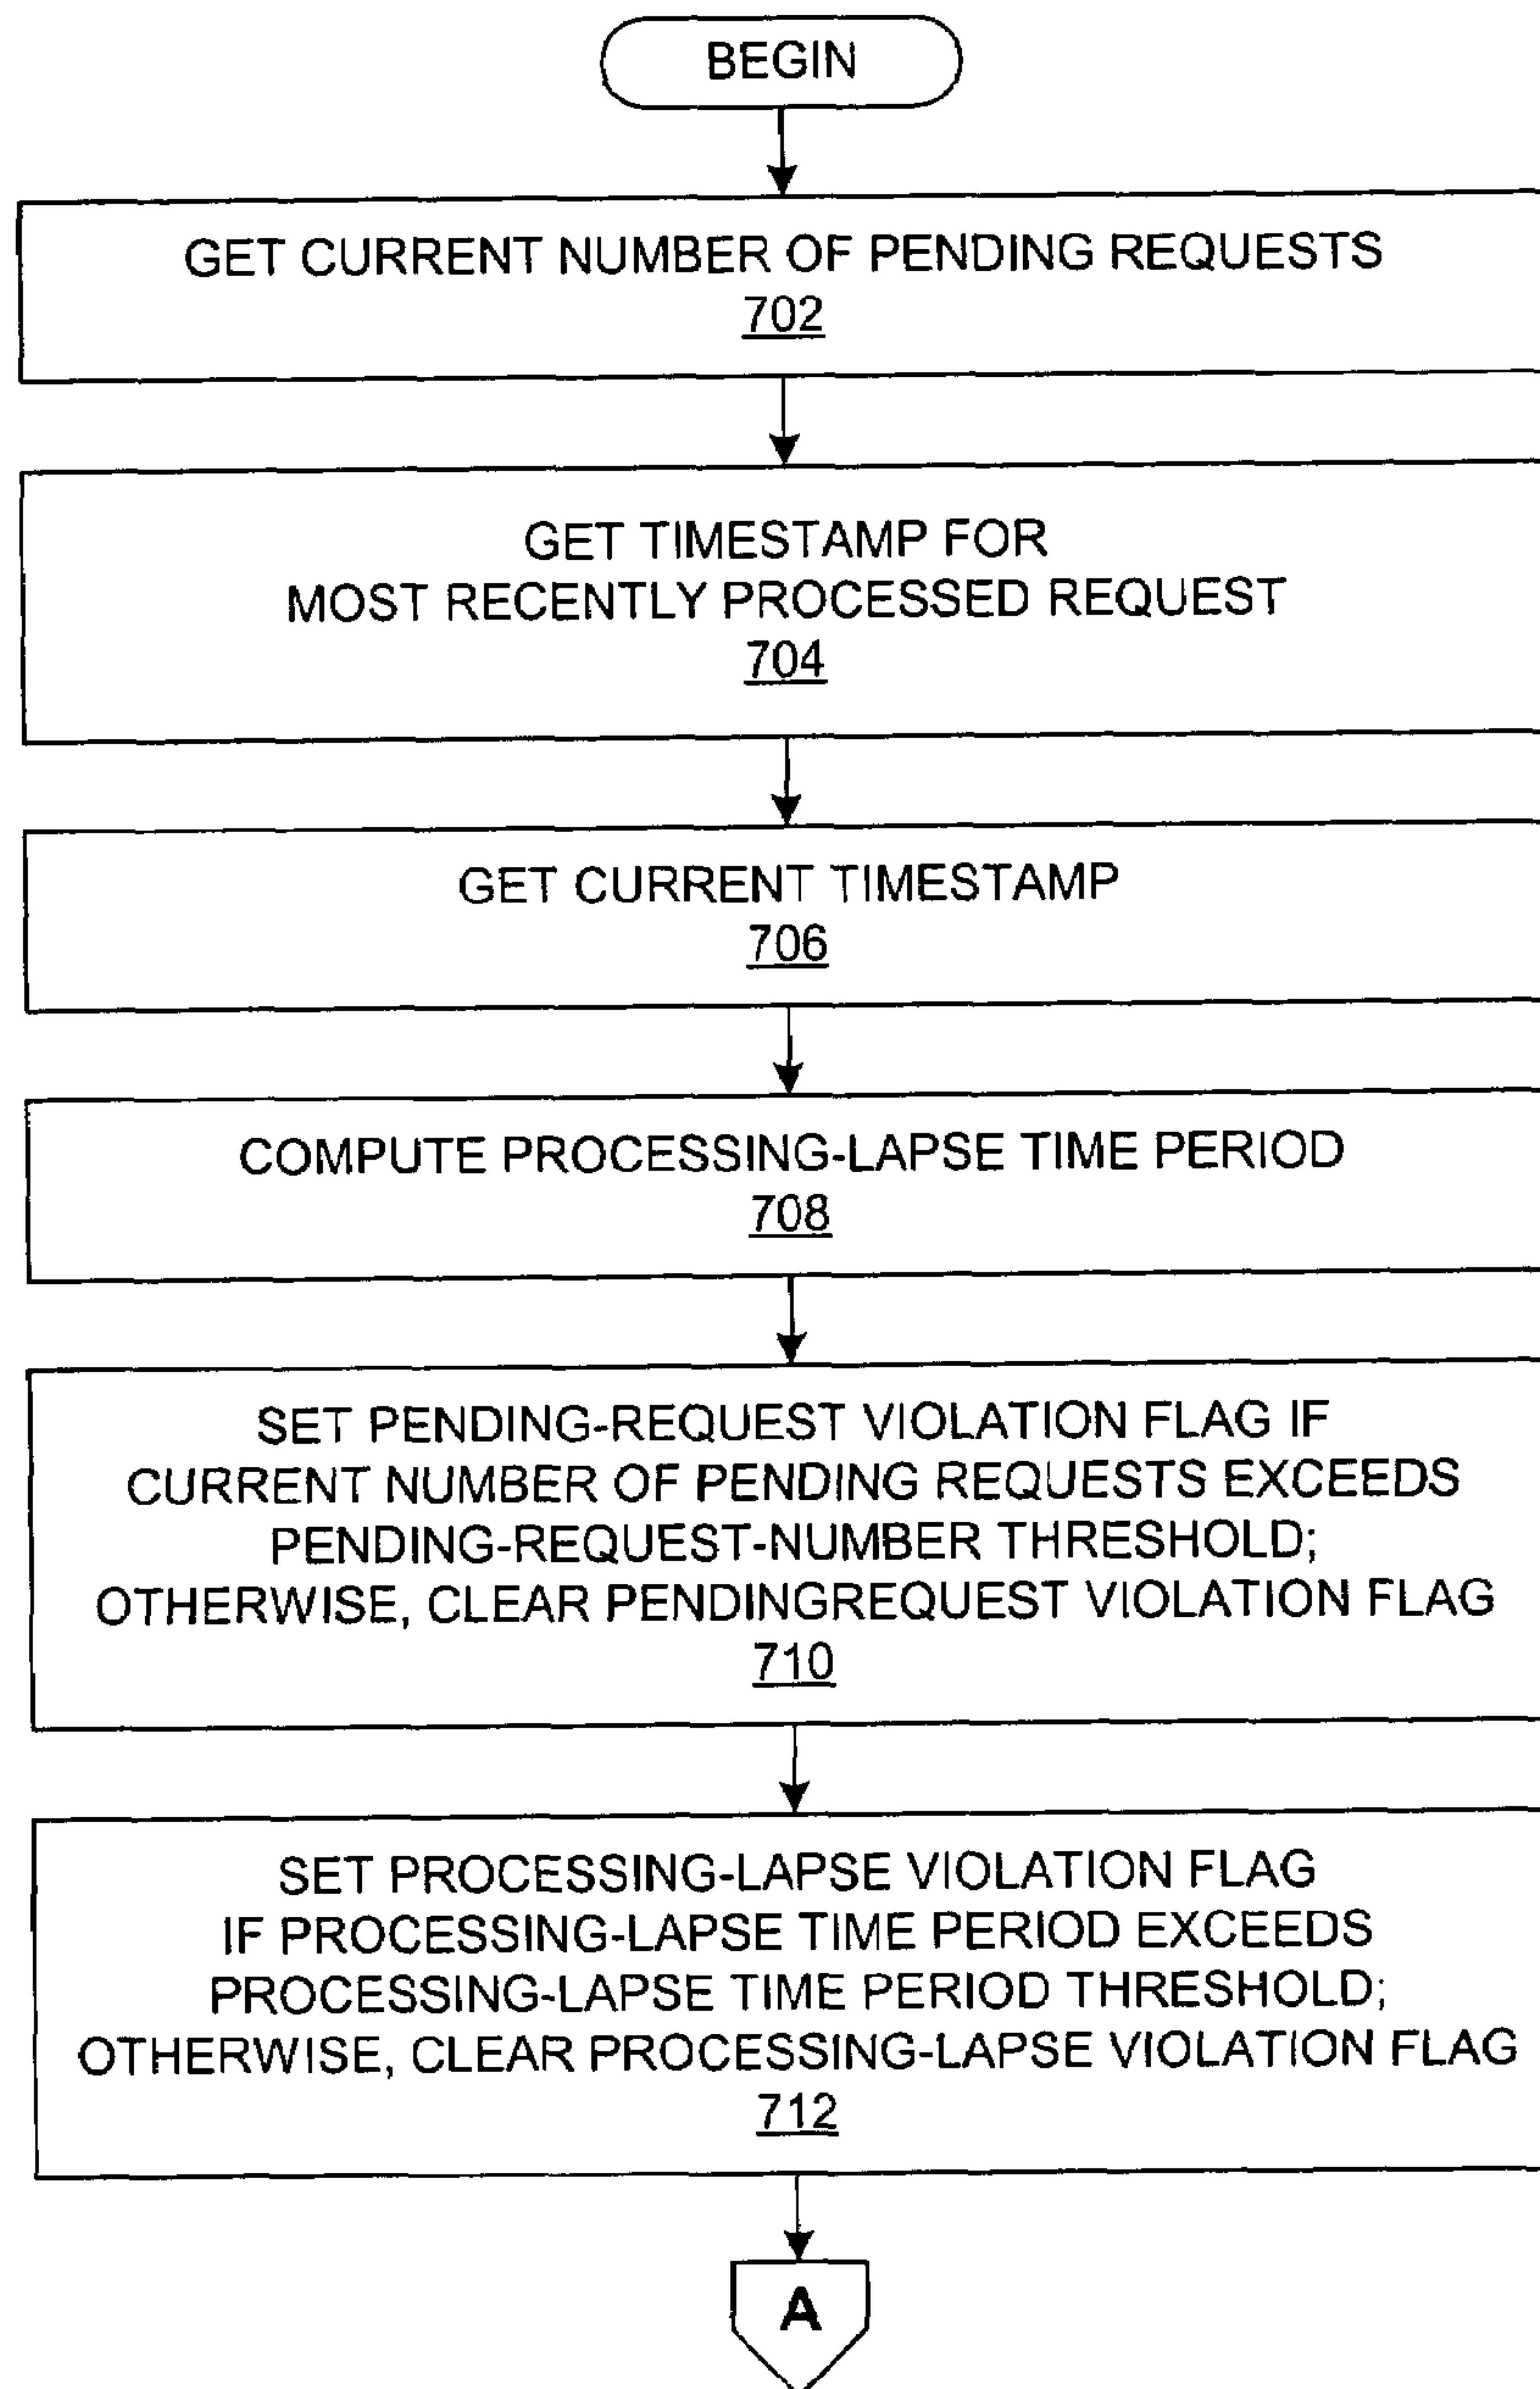 BEGIN
GET CURRENT NUMBER OF PENDING REQUESTS
702
GET TIMESTAMP FOR
MOST RECENTLY PROCESSED REQUEST
704
GET CURRENT TIMESTAMP
706
COMPUTE PROCESSING-LAPSE TIME PERIOD
708
SET PENDING-REQUEST VIOLATION FLAG IF
CURRENT NUMBER OF PENDING REQUESTS EXCEEDS
PENDING-REQUEST-NUMBER THRESHOLD;
OTHERWISE, CLEAR PENDINGREQUEST VIOLATION FLAG
710
SET PROCESSING-LAPSE VIOLATION FLAG
IF PROCESSING-LAPSE TIME PERIOD EXCEEDS
PROCESSING-LAPSE TIME PERIOD THRESHOLD;
OTHERWISE, CLEAR PROCESSING-LAPSE VIOLATION FLAG
712
A